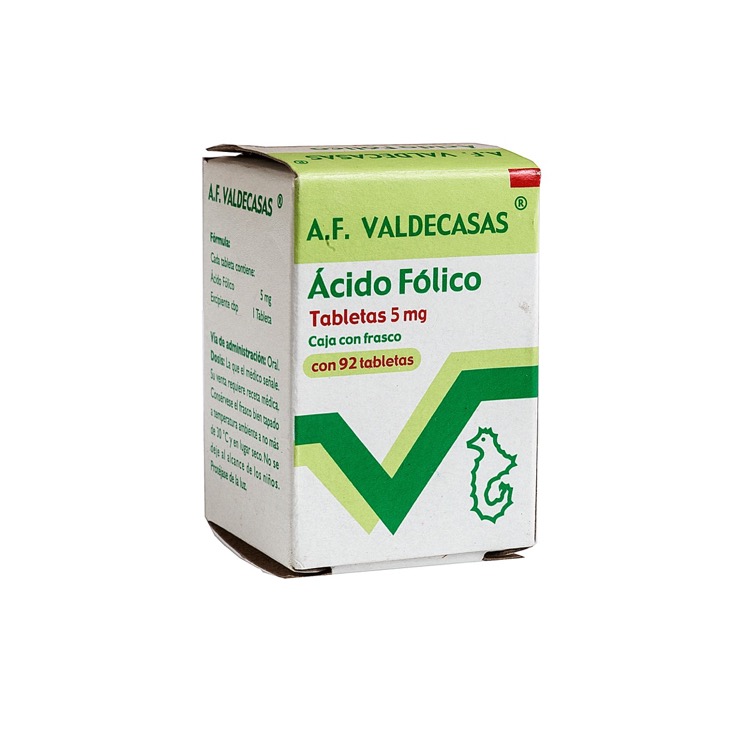 Ácido Fólico
A.F. VALDECASAS
A.F. VALDECASAS ®
Ácido Fólico
Tabletas 5 mg
Caja con frasco
con 92 tabletas
A.F. VALDECASAS ®
Fórmula:
Cada tableta contiene:
Ácido Fólico 5 mg
Excipiente cbp 1 Tableta
Vía de administración: Oral.
Dosis: La que el médico señale.
Su venta requiere receta médica.
Consérvese el frasco bien tapado
a temperatura ambiente a no más
de 30 °C y en lugar seco. No se
deje al alcance de los niños.
Protéjase de la luz.